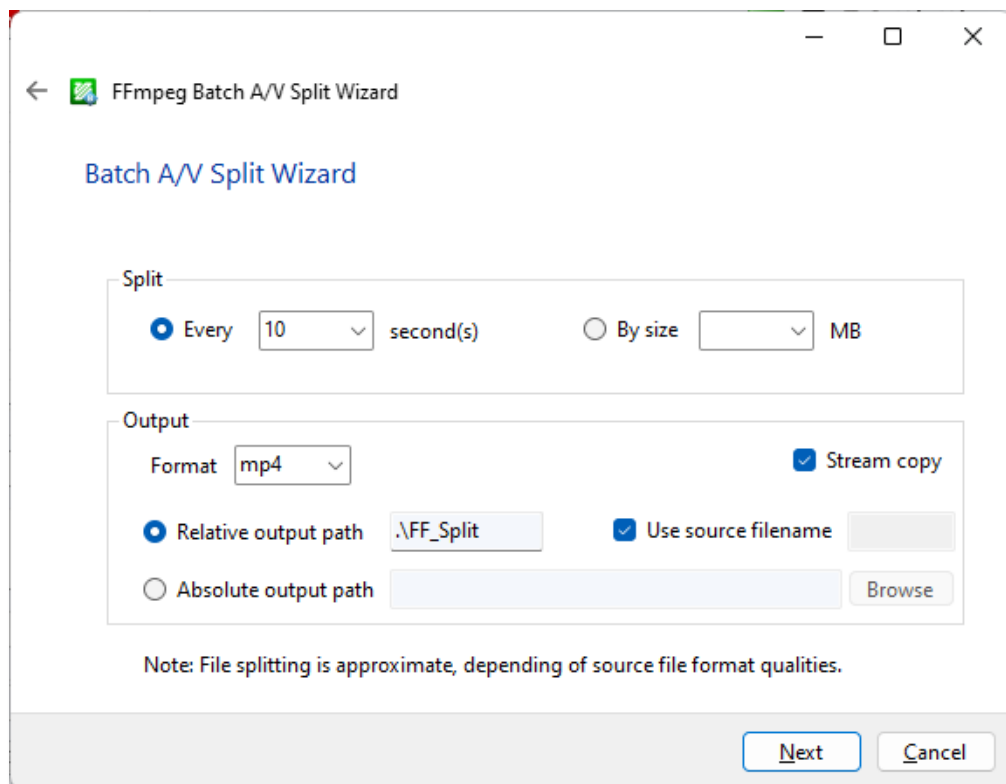 FFmpeg Batch A/V Split Wizard
Batch A/V Split Wizard
Split
Every 10 second(s) By size MB
Output
Format mp4 Stream copy
Relative output path .\FF_Split Use source filename
Absolute output path Browse
Note: File splitting is approximate, depending of source file format qualities.
Next Cancel